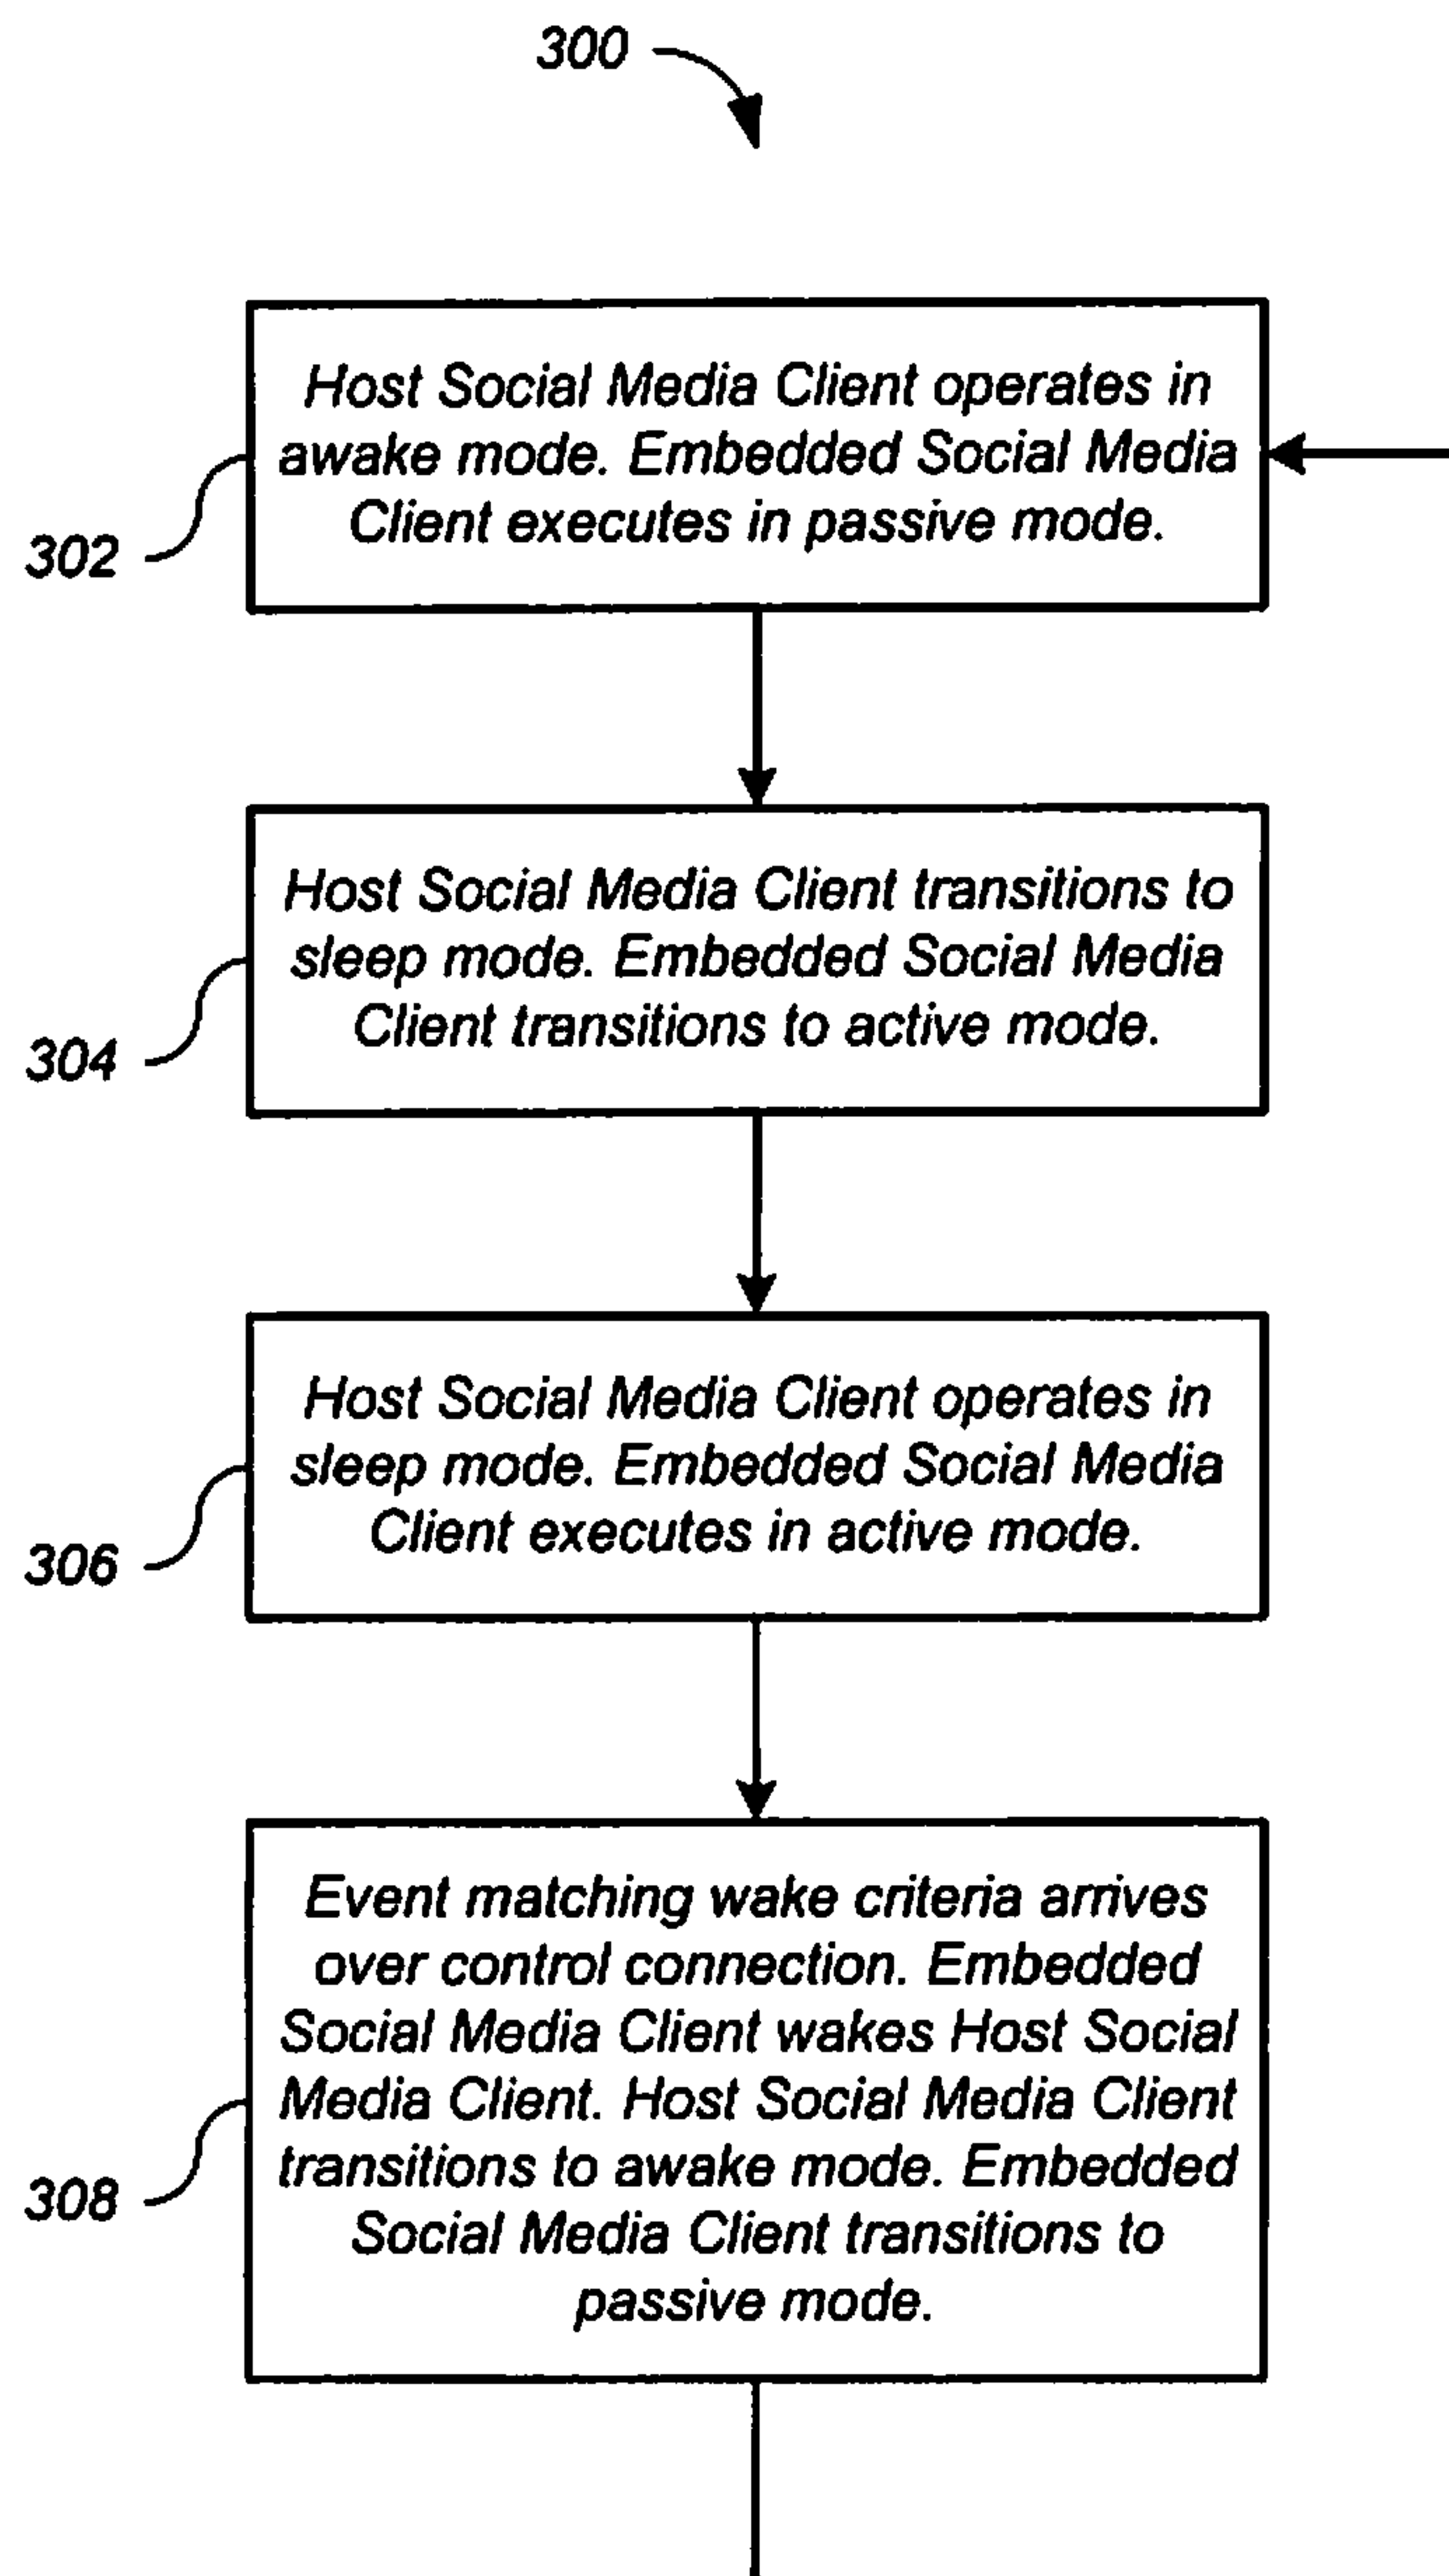 300
Host Social Media Client operates in
awake mode. Embedded Social Media
Client executes in passive mode.
302
Host Social Media Client transitions to
sleep mode. Embedded Social Media
Client transitions to active mode.
304
Host Social Media Client operates in
sleep mode. Embedded Social Media
Client executes in active mode.
306
Event matching wake criteria arrives
over control connection. Embedded
Social Media Client wakes Host Social
Media Client. Host Social Media Client
transitions to awake mode. Embedded
Social Media Client transitions to
passive mode.
308